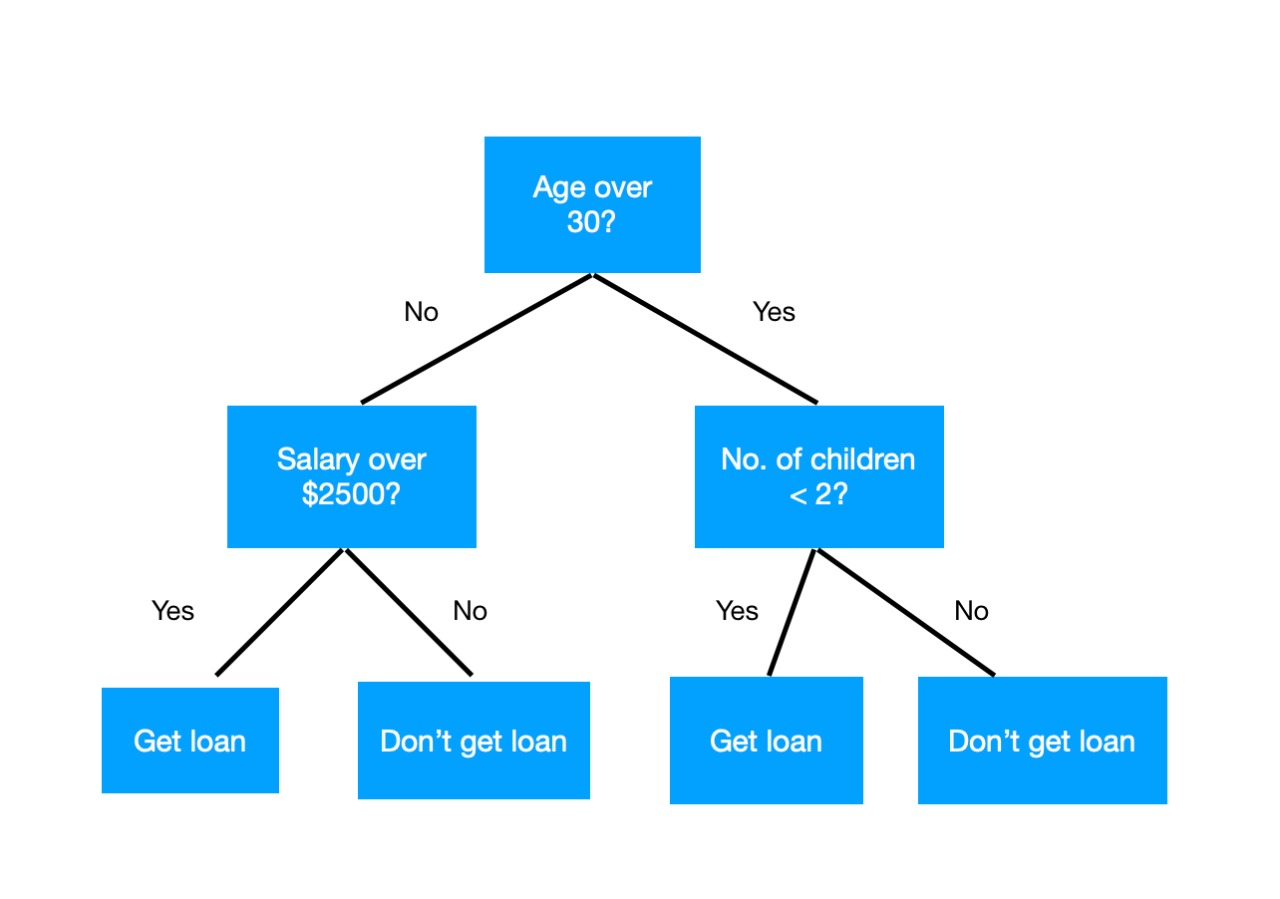 Age over
30?
No
Yes
Salary over
$2500?
No. of children
< 2?
Yes
No
Yes
No
Get loan
Don’t get loan
Get loan
Don’t get loan